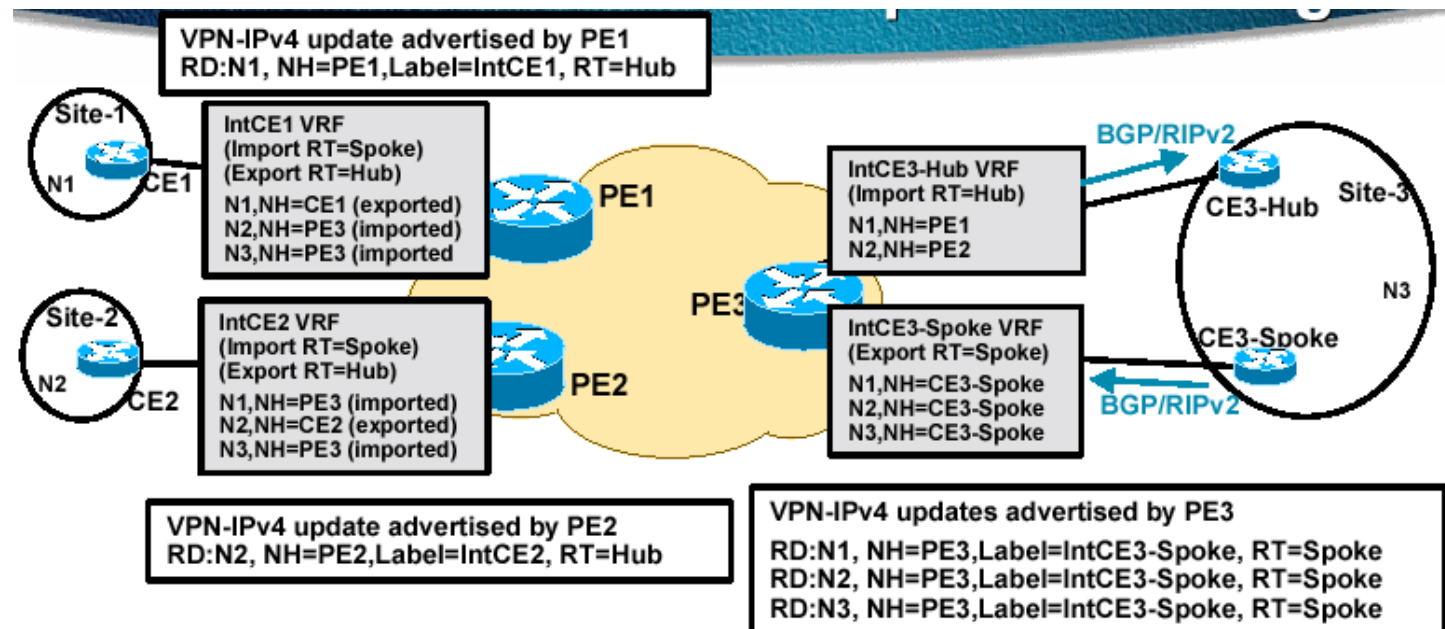 VPN-IPv4 update advertised by PE1
RD:N1, NH=PE1,Label=IntCE1, RT=Hub
Site-1
N1
CE1
IntCE1 VRF
(Import RT=Spoke)
(Export RT=Hub)
N1,NH=CE1 (exported)
N2,NH=PE3 (imported)
N3,NH=PE3 (imported
PE1
BGP/RIPv2
IntCE3-Hub VRF
(Import RT=Hub)
N1,NH=PE1
N2,NH=PE2
CE3-Hub
Site-3
N3
Site-2
N2
CE2
IntCE2 VRF
(Import RT=Spoke)
(Export RT=Hub)
N1,NH=PE3 (imported)
N2,NH=CE2 (exported)
N3,NH=PE3 (imported)
PE2
PE3
IntCE3-Spoke VRF
(Export RT=Spoke)
N1,NH=CE3-Spoke
N2,NH=CE3-Spoke
N3,NH=CE3-Spoke
CE3-Spoke
BGP/RIPv2
VPN-IPv4 update advertised by PE2
RD:N2, NH=PE2,Label=IntCE2, RT=Hub
VPN-IPv4 updates advertised by PE3
RD:N1, NH=PE3,Label=IntCE3-Spoke, RT=Spoke
RD:N2, NH=PE3,Label=IntCE3-Spoke, RT=Spoke
RD:N3, NH=PE3,Label=IntCE3-Spoke, RT=Spoke